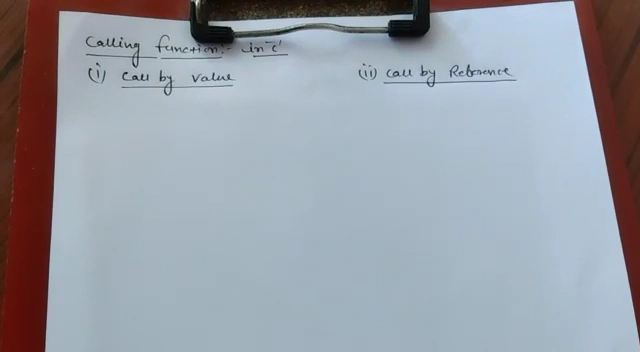 Calling function:- in 'c'
(i) Call by value
(ii) Call by Reference